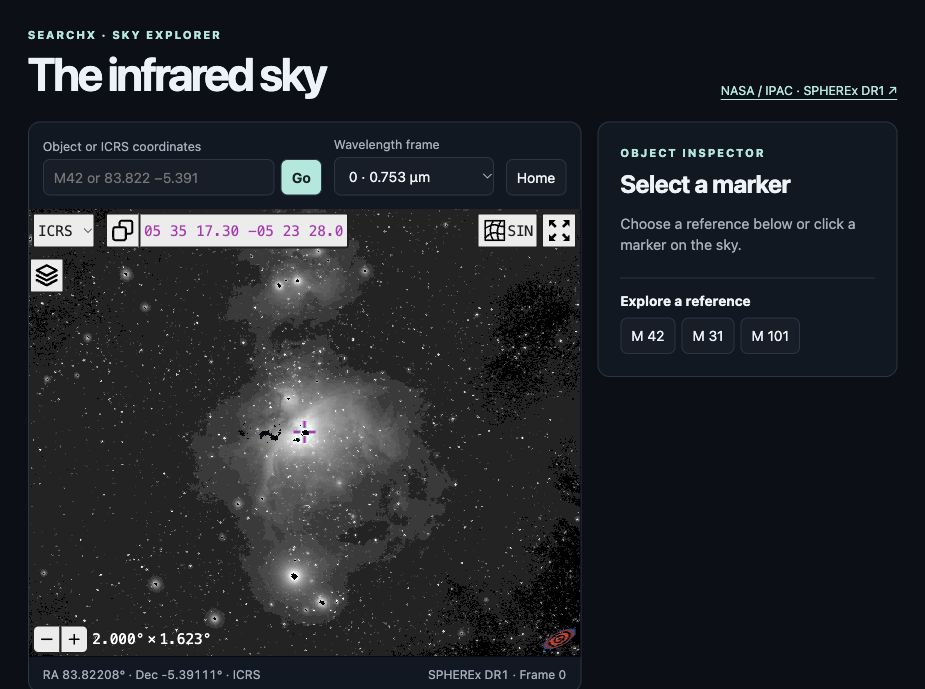 SEARCHX · SKY EXPLORER
The infrared sky
NASA / IPAC · SPHEREx DR1 ↗
Object or ICRS coordinates
Wavelength frame
M42 or 83.822 −5.391
Go
0 · 0.753 µm
Home
ICRS
05 35 17.30 −05 23 28.0
SIN
2.000° × 1.623°
RA 83.82208° · Dec -5.39111° · ICRS
SPHEREx DR1 · Frame 0
OBJECT INSPECTOR
Select a marker
Choose a reference below or click a
marker on the sky.
Explore a reference
M 42
M 31
M 101